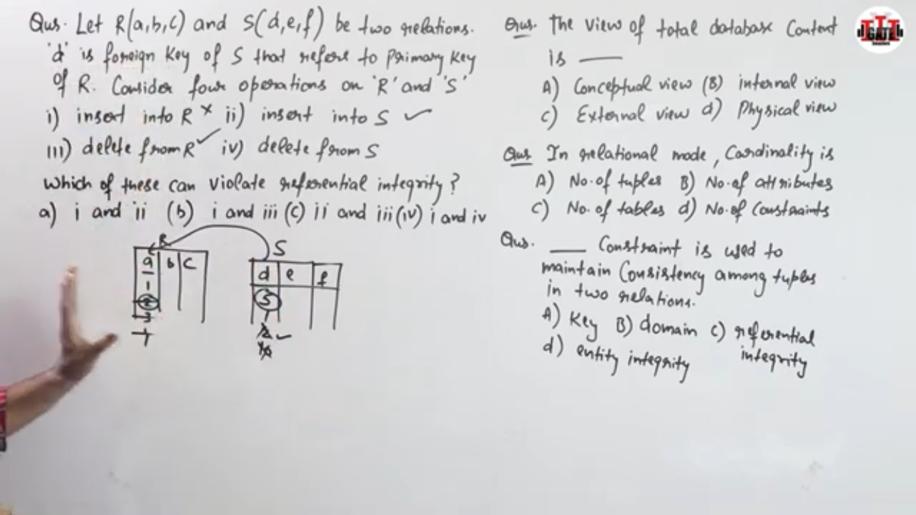 Qus. Let R(a,b,c) and S(d,e,f) be two relations.
'd' is foreign key of S that refers to primary key
of R. Consider four operations on 'R' and 'S'
i) insert into R × ii) insert into S ✓
iii) delete from R ✓ iv) delete from S
Which of these can violate referential integrity?
a) i and ii (b) i and iii (c) ii and iii (iv) i and iv
R
S
a b c
d e f
1
2
3
5
Qus. The view of total database content
is ___
A) Conceptual view (B) internal view
C) External view d) Physical view
Qus In relational mode, Cardinality is
A) No. of tuples B) No. of attributes
C) No. of tables d) No. of Constraints
Qus. ___ Constraint is used to
maintain Consistency among tuples
in two relations.
A) Key B) domain c) referential
integrity
d) entity integrity
GATE